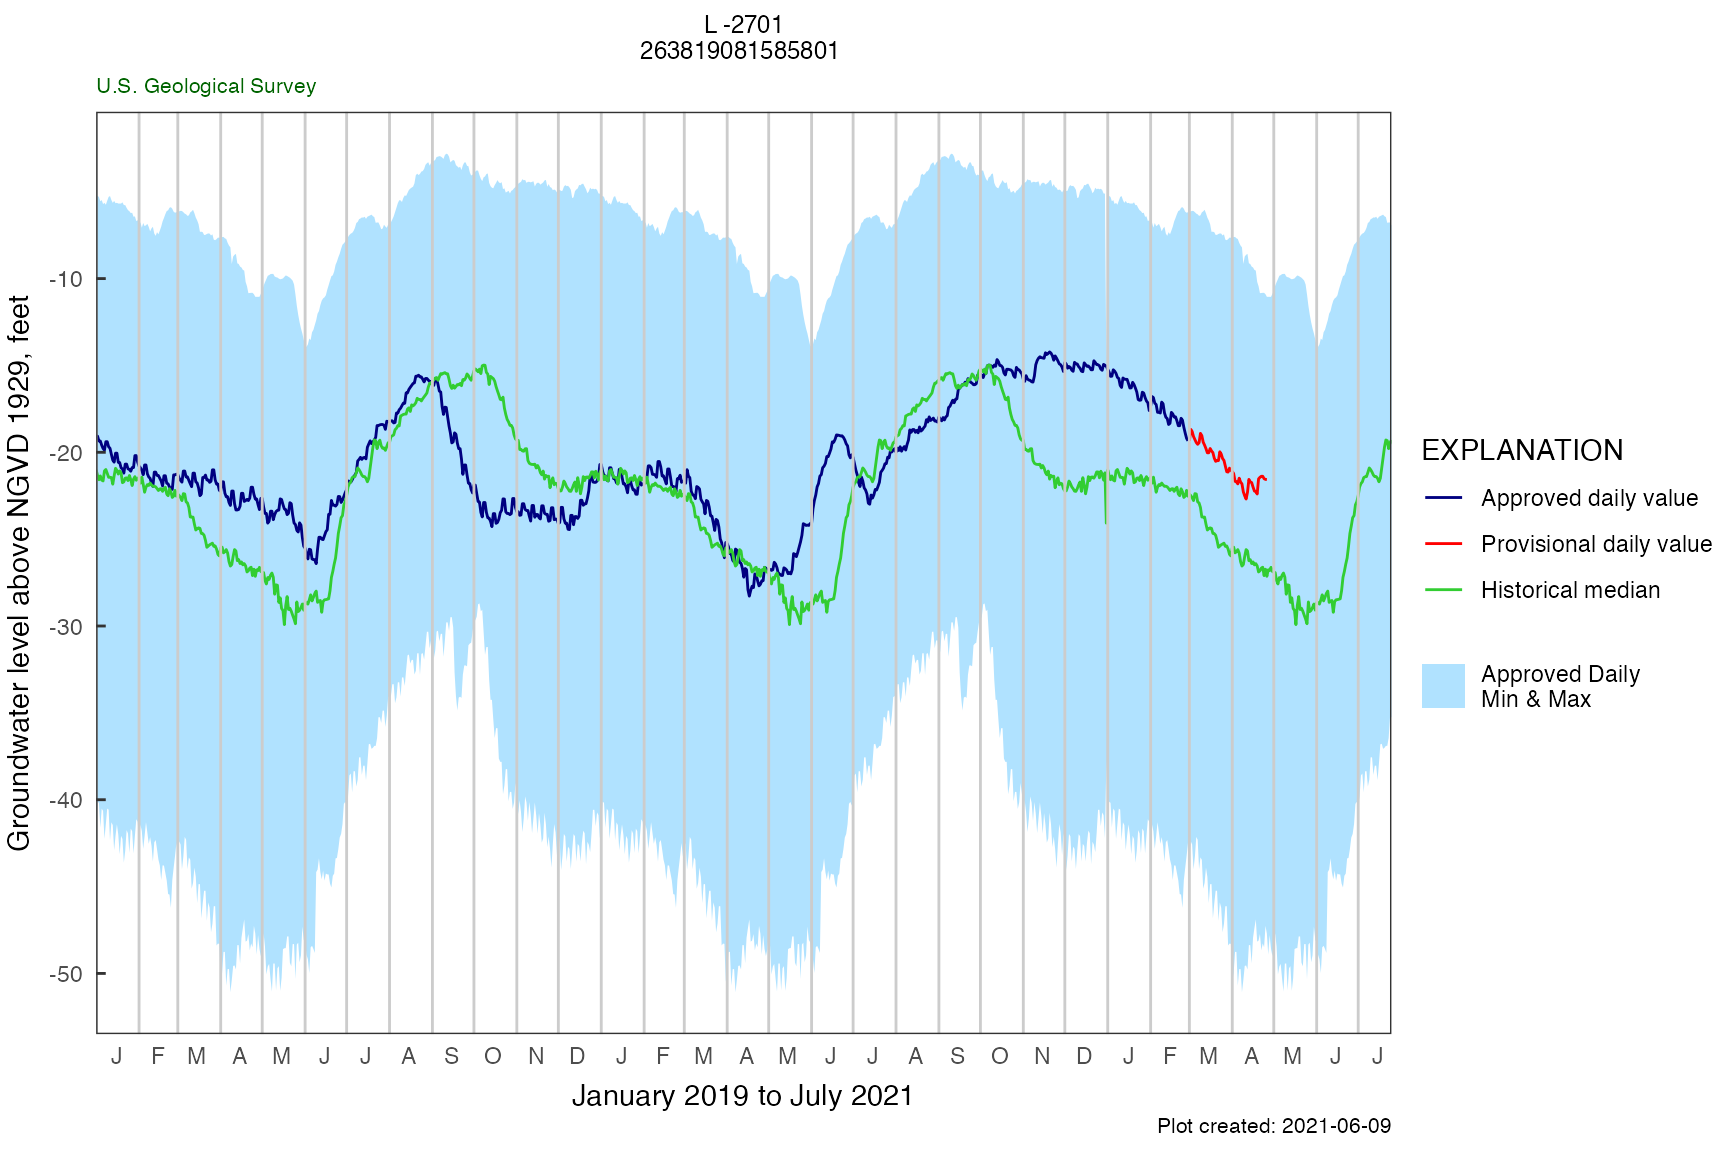 L -2701
263819081585801
U.S. Geological Survey
Groundwater level above NGVD 1929, feet
-10
-20
-30
-40
-50
J F M A M J J A S O N D J F M A M J J A S O N D J F M A M J J
January 2019 to July 2021
Plot created: 2021-06-09
EXPLANATION
Approved daily value
Provisional daily value
Historical median
Approved Daily
Min & Max